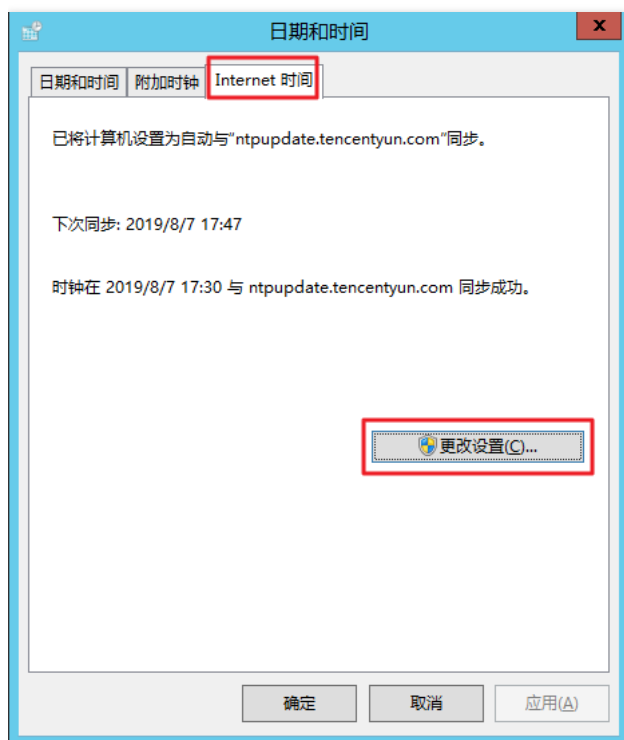 日期和时间
x
日期和时间 附加时钟 Internet 时间
已将计算机设置为自动与"ntpupdate.tencentyun.com"同步。
下次同步: 2019/8/7 17:47
时钟在 2019/8/7 17:30 与 ntpupdate.tencentyun.com 同步成功。
更改设置(C)...
确定 取消 应用(A)